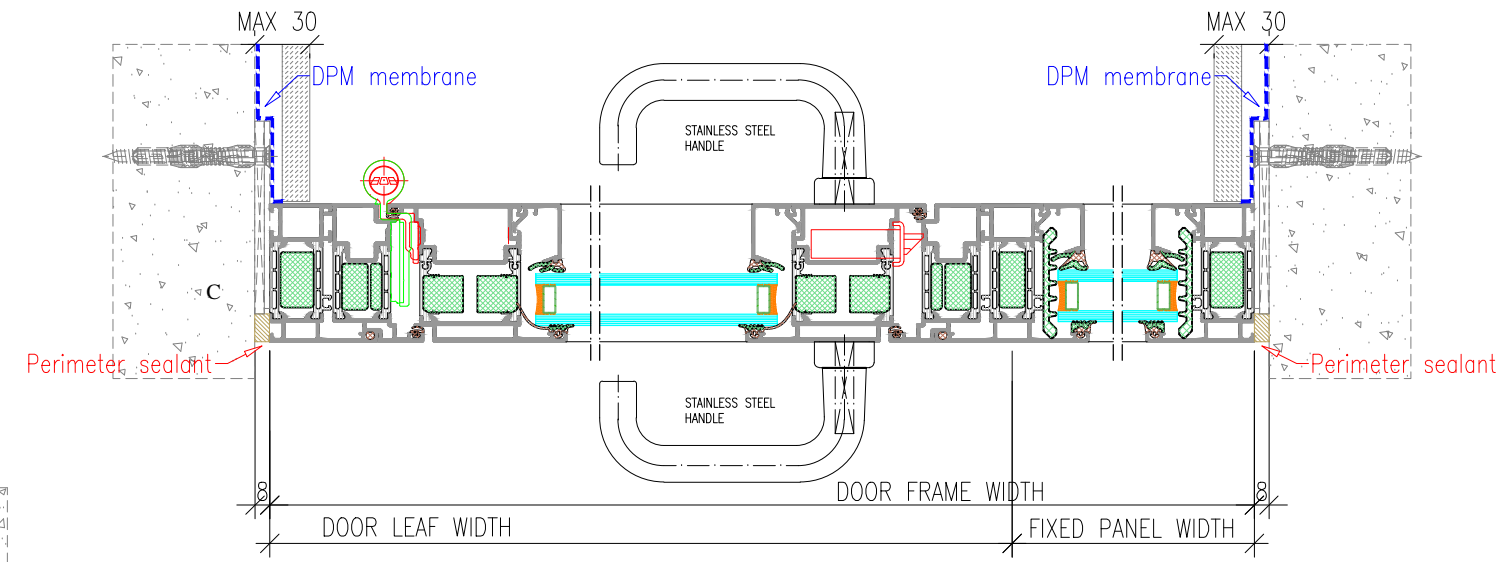 MAX 30
MAX 30
DPM membrane
DPM membrane
STAINLESS STEEL
HANDLE
C
Perimeter sealant
Perimeter sealant
STAINLESS STEEL
HANDLE
8
DOOR FRAME WIDTH
8
DOOR LEAF WIDTH
FIXED PANEL WIDTH